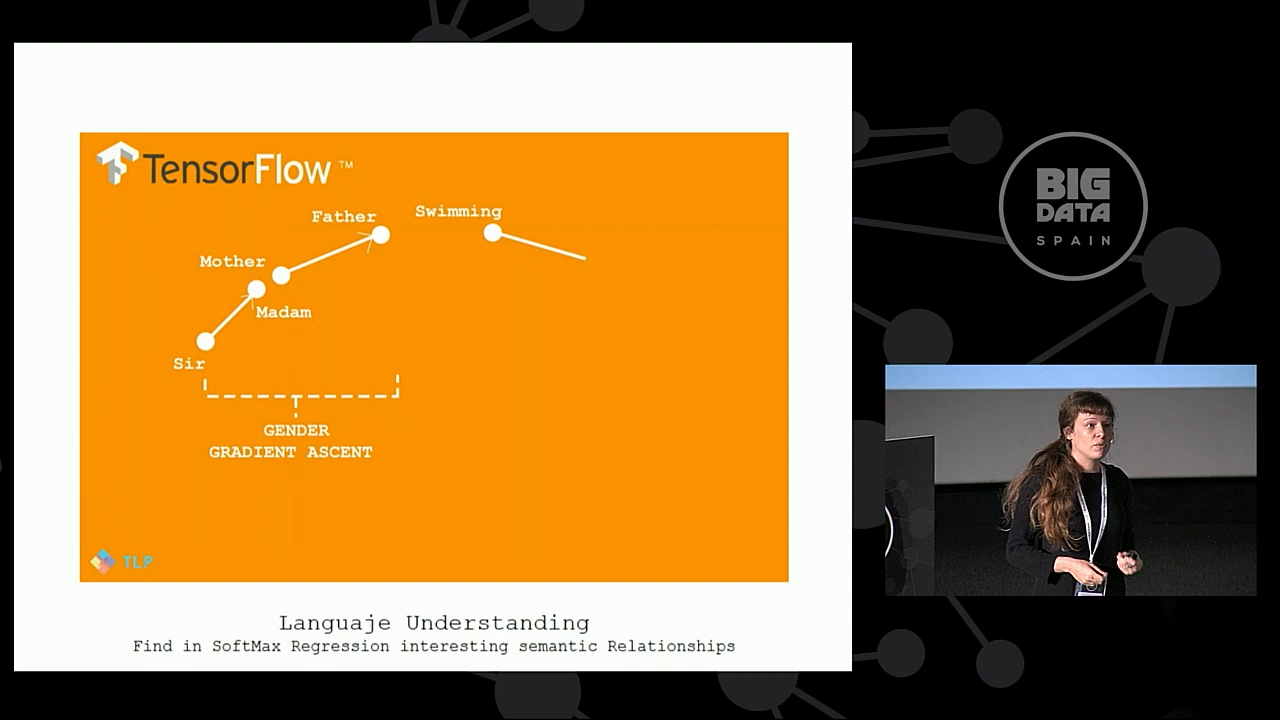 TensorFlow™
Father
Swimming
Mother
Madam
Sir
GENDER
GRADIENT ASCENT
TLP
Languaje Understanding
Find in SoftMax Regression interesting semantic Relationships
BIG
DATA
SPAIN